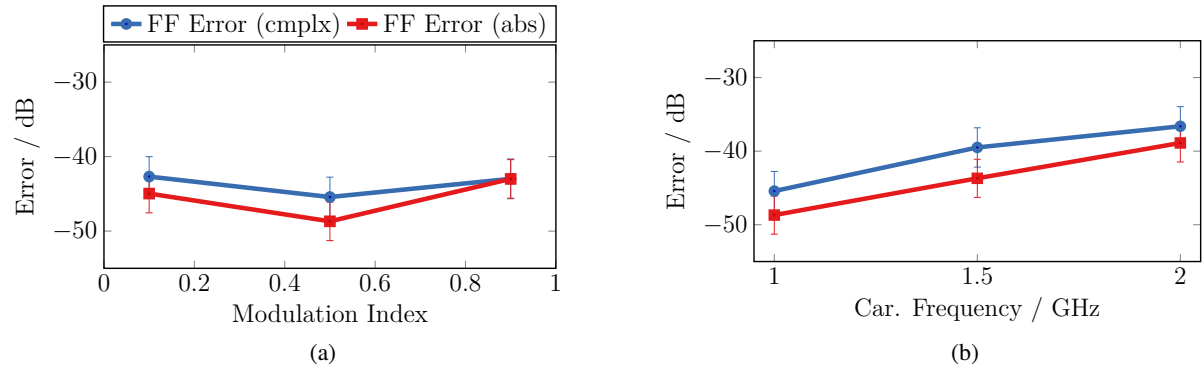 FF Error (cmplx) FF Error (abs)
−30
−40
−50
Error / dB
0 0.2 0.4 0.6 0.8 1
Modulation Index
(a)
−30
−40
−50
Error / dB
1 1.5 2
Car. Frequency / GHz
(b)